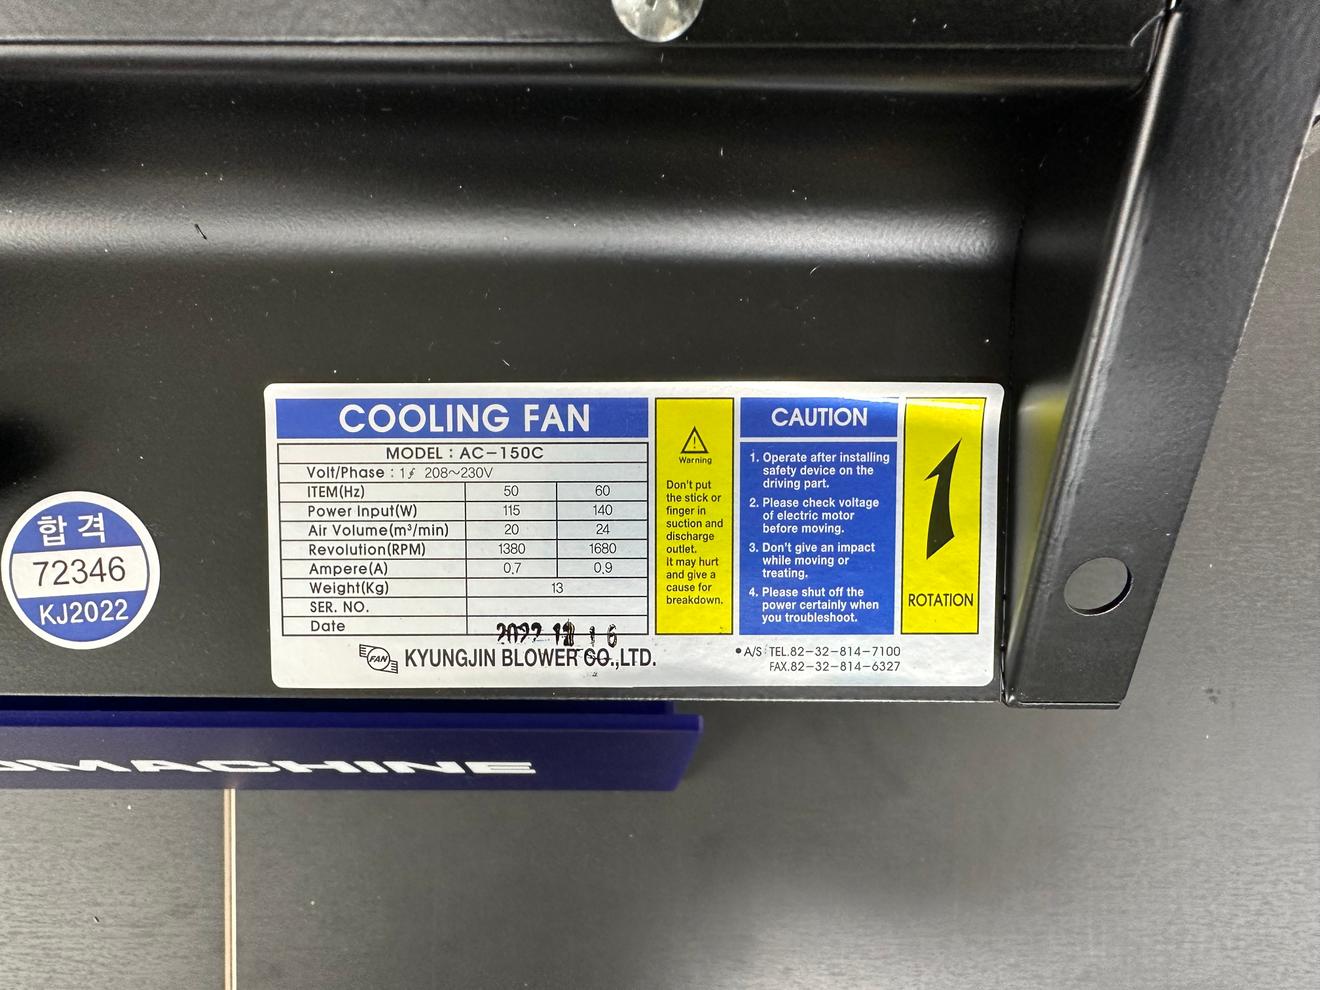 COOLING FAN
MODEL : AC-150C
Volt/Phase : 1∮ 208~230V
ITEM(Hz) 50 60
Power Input(W) 115 140
Air Volume(m³/min) 20 24
Revolution(RPM) 1380 1680
Ampere(A) 0.7 0.9
Weight(Kg) 13
SER. NO.
Date 2022
FAN KYUNGJIN BLOWER CO.,LTD.
Warning
Don't put
the stick or
finger in
suction and
discharge
outlet.
It may hurt
and give a
cause for
breakdown.
CAUTION
1. Operate after installing
safety device on the
driving part.
2. Please check voltage
of electric motor
before moving.
3. Don't give an impact
while moving or
treating.
4. Please shut off the
power certainly when
you troubleshoot.
ROTATION
•A/S: TEL.82-32-814-7100
FAX.82-32-814-6327
합 격
72346
KJ2022
MACHINE